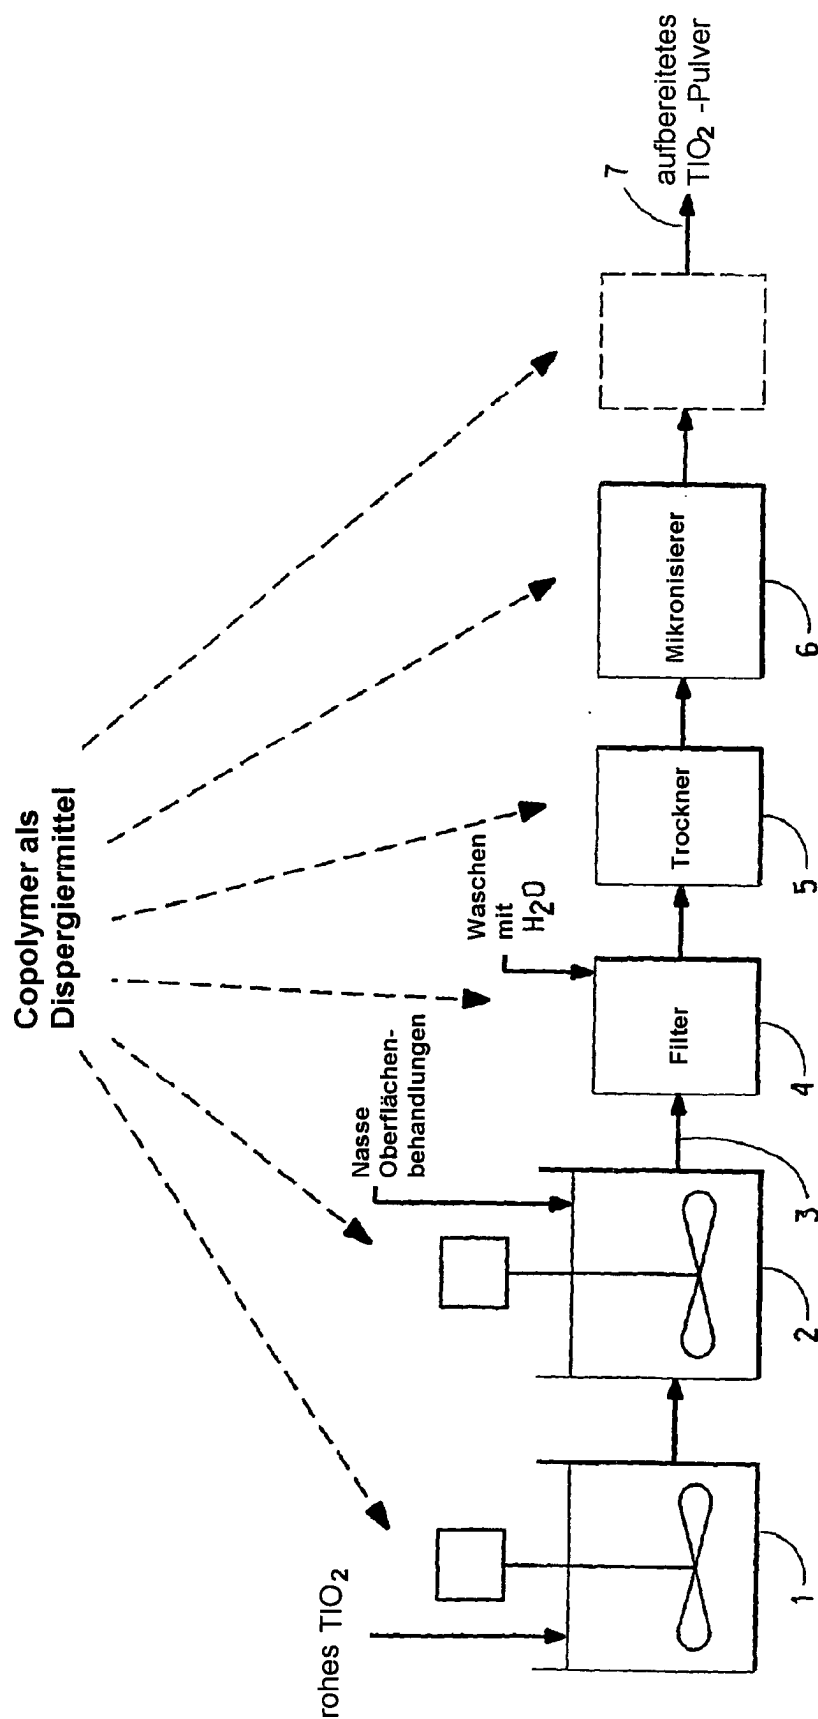 Copolymer als
Dispergiermittel
rohes TIO2
Nasse
Oberflächen-
behandlungen
Waschen
mit
H2O
Filter
Trockner
Mikronisierer
aufbereitetes
TIO2 -Pulver
1
2
3
4
5
6
7